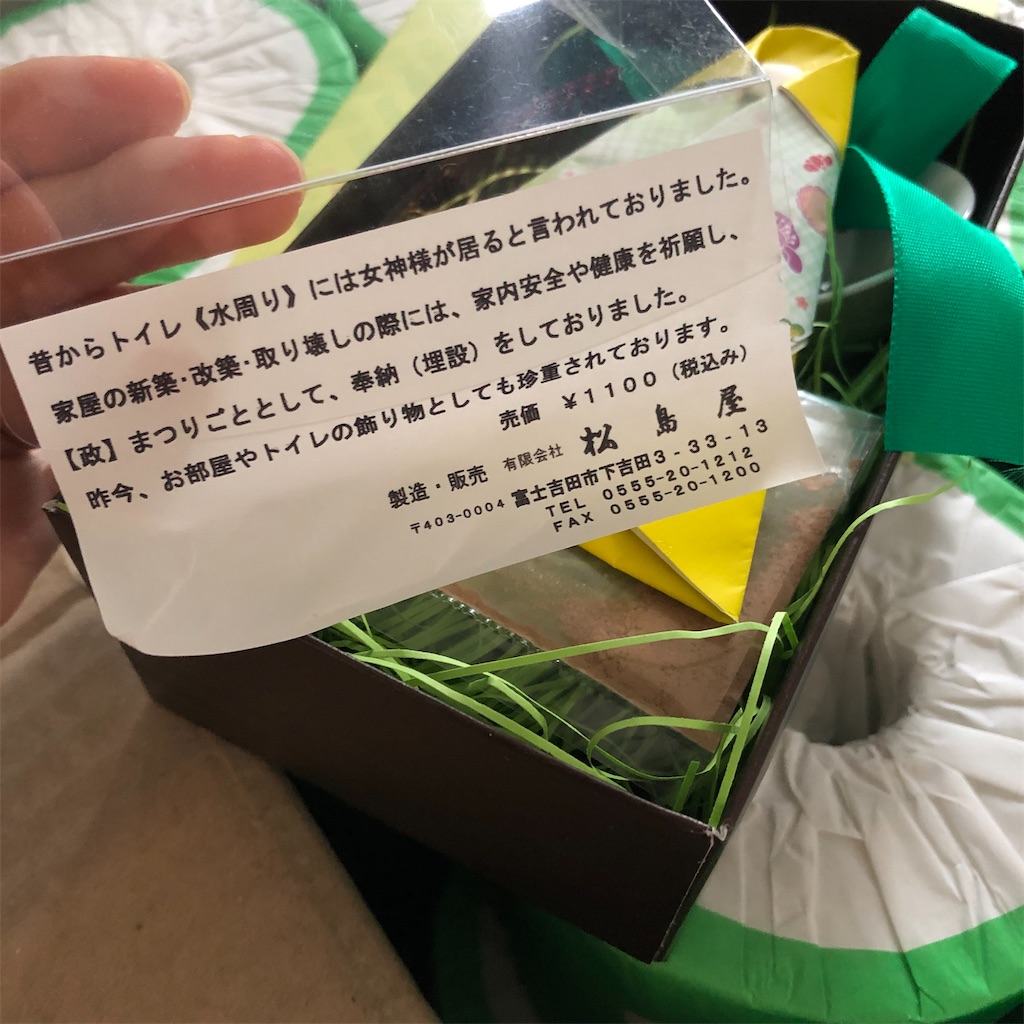 昔からトイレ《水周り》には女神様が居ると言われておりました。
家屋の新築･改築･取り壊しの際には、家内安全や健康を祈願し、
【政】まつりごととして、奉納（埋設）をしておりました。
昨今、お部屋やトイレの飾り物としても珍重されております。
売価　￥１１００（税込み）
製造・販売　有限会社　松島屋
〒403-0004 富士吉田市下吉田３-３３-１３
TEL 0555-20-1212
FAX 0555-20-1200